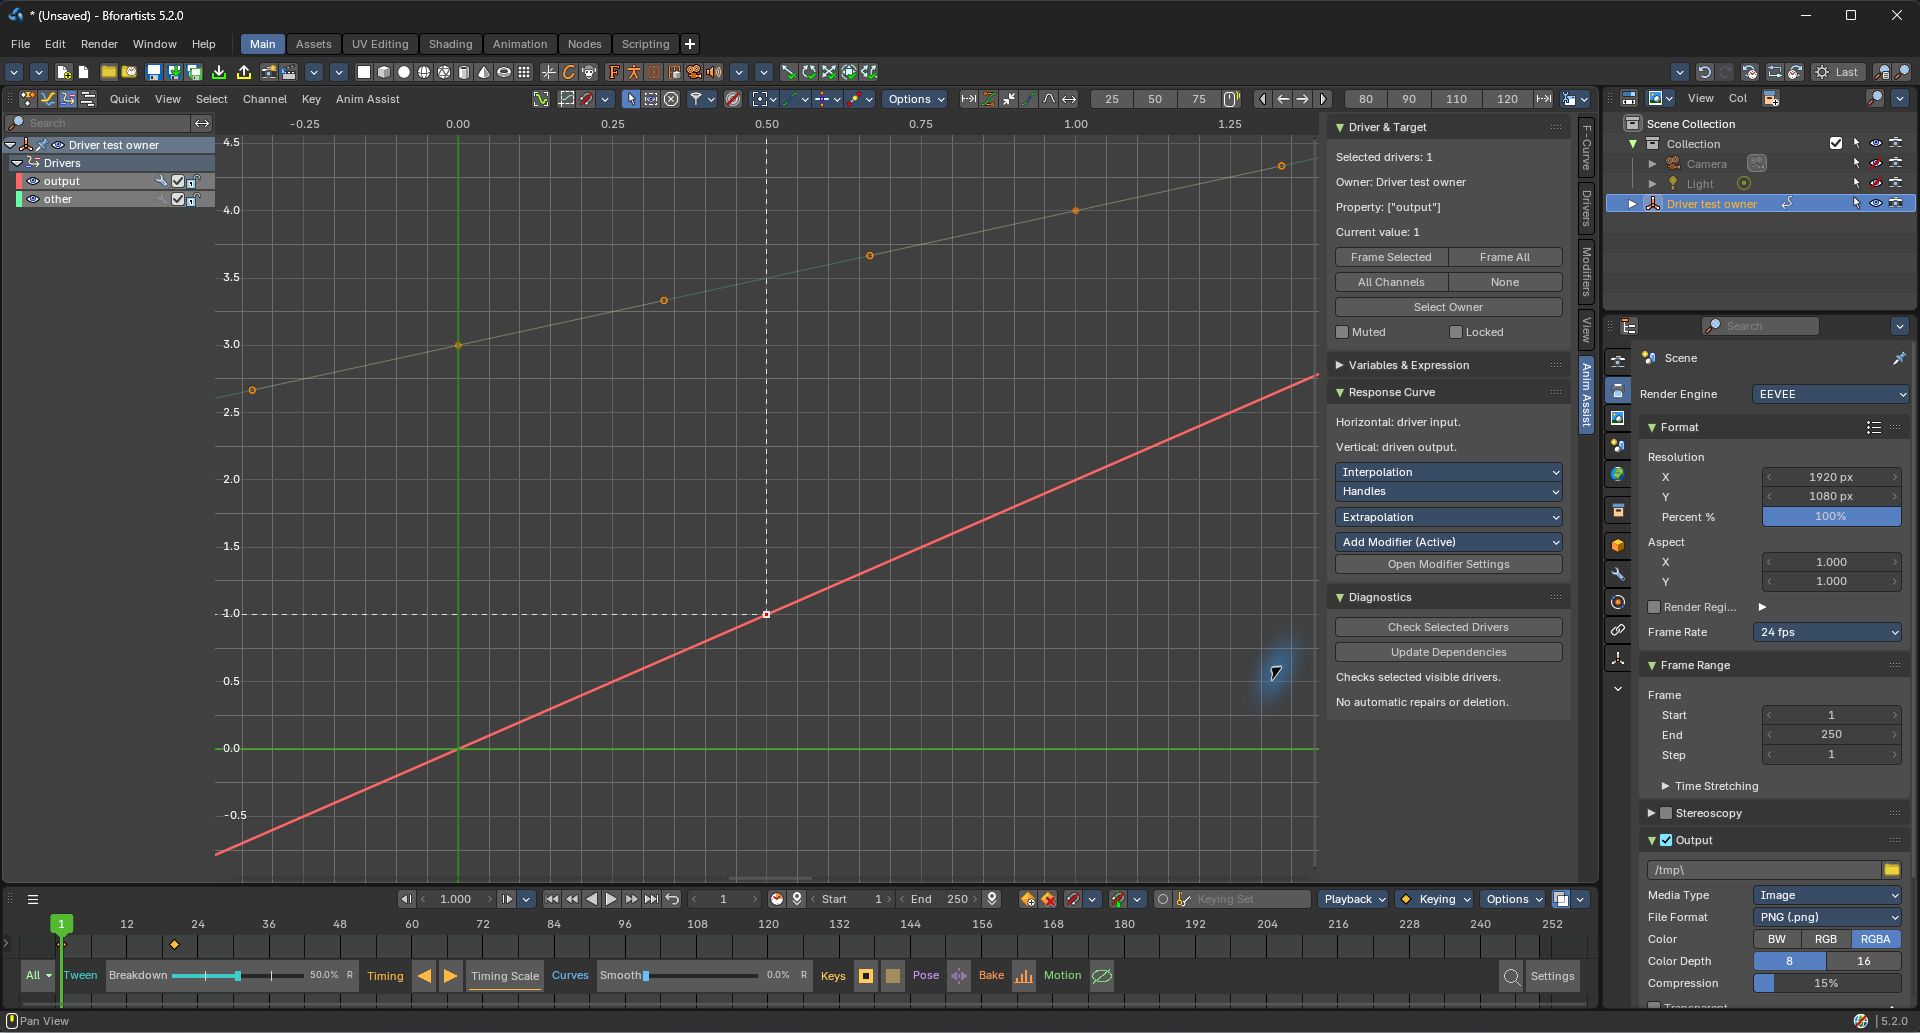 * (Unsaved) - Bforartists 5.2.0
File Edit Render Window Help Main Assets UV Editing Shading Animation Nodes Scripting
Last
Quick View Select Channel Key Anim Assist Options 25 50 75 80 90 110 120
Search
-0.25 0.00 0.25 0.50 0.75 1.00 1.25
Driver test owner
Drivers
output
other
4.5
4.0
3.5
3.0
2.5
2.0
1.5
1.0
0.5
0.0
-0.5
Driver & Target
Selected drivers: 1
Owner: Driver test owner
Property: ["output"]
Current value: 1
Frame Selected Frame All
All Channels None
Select Owner
Muted Locked
Variables & Expression
Response Curve
Horizontal: driver input.
Vertical: driven output.
Interpolation
Handles
Extrapolation
Add Modifier (Active)
Open Modifier Settings
Diagnostics
Check Selected Drivers
Update Dependencies
Checks selected visible drivers.
No automatic repairs or deletion.
F-Curve
Drivers
Modifiers
View
Anim Assist
View Col
Scene Collection
Collection
Camera
Light
Driver test owner
Search
Scene
Render Engine EEVEE
Format
Resolution
X 1920 px
Y 1080 px
Percent % 100%
Aspect
X 1.000
Y 1.000
Render Regi...
Frame Rate 24 fps
Frame Range
Frame
Start 1
End 250
Step 1
Time Stretching
Stereoscopy
Output
/tmp\
Media Type Image
File Format PNG (.png)
Color BW RGB RGBA
Color Depth 8 16
Compression 15%
1.000 1 Start 1 End 250 Keying Set Playback Keying Options
1 12 24 36 48 60 72 84 96 108 120 132 144 156 168 180 192 204 216 228 240 252
All Tween Breakdown 50.0% R Timing Timing Scale Curves Smooth 0.0% R Keys Pose Bake Motion Settings
Pan View
5.2.0